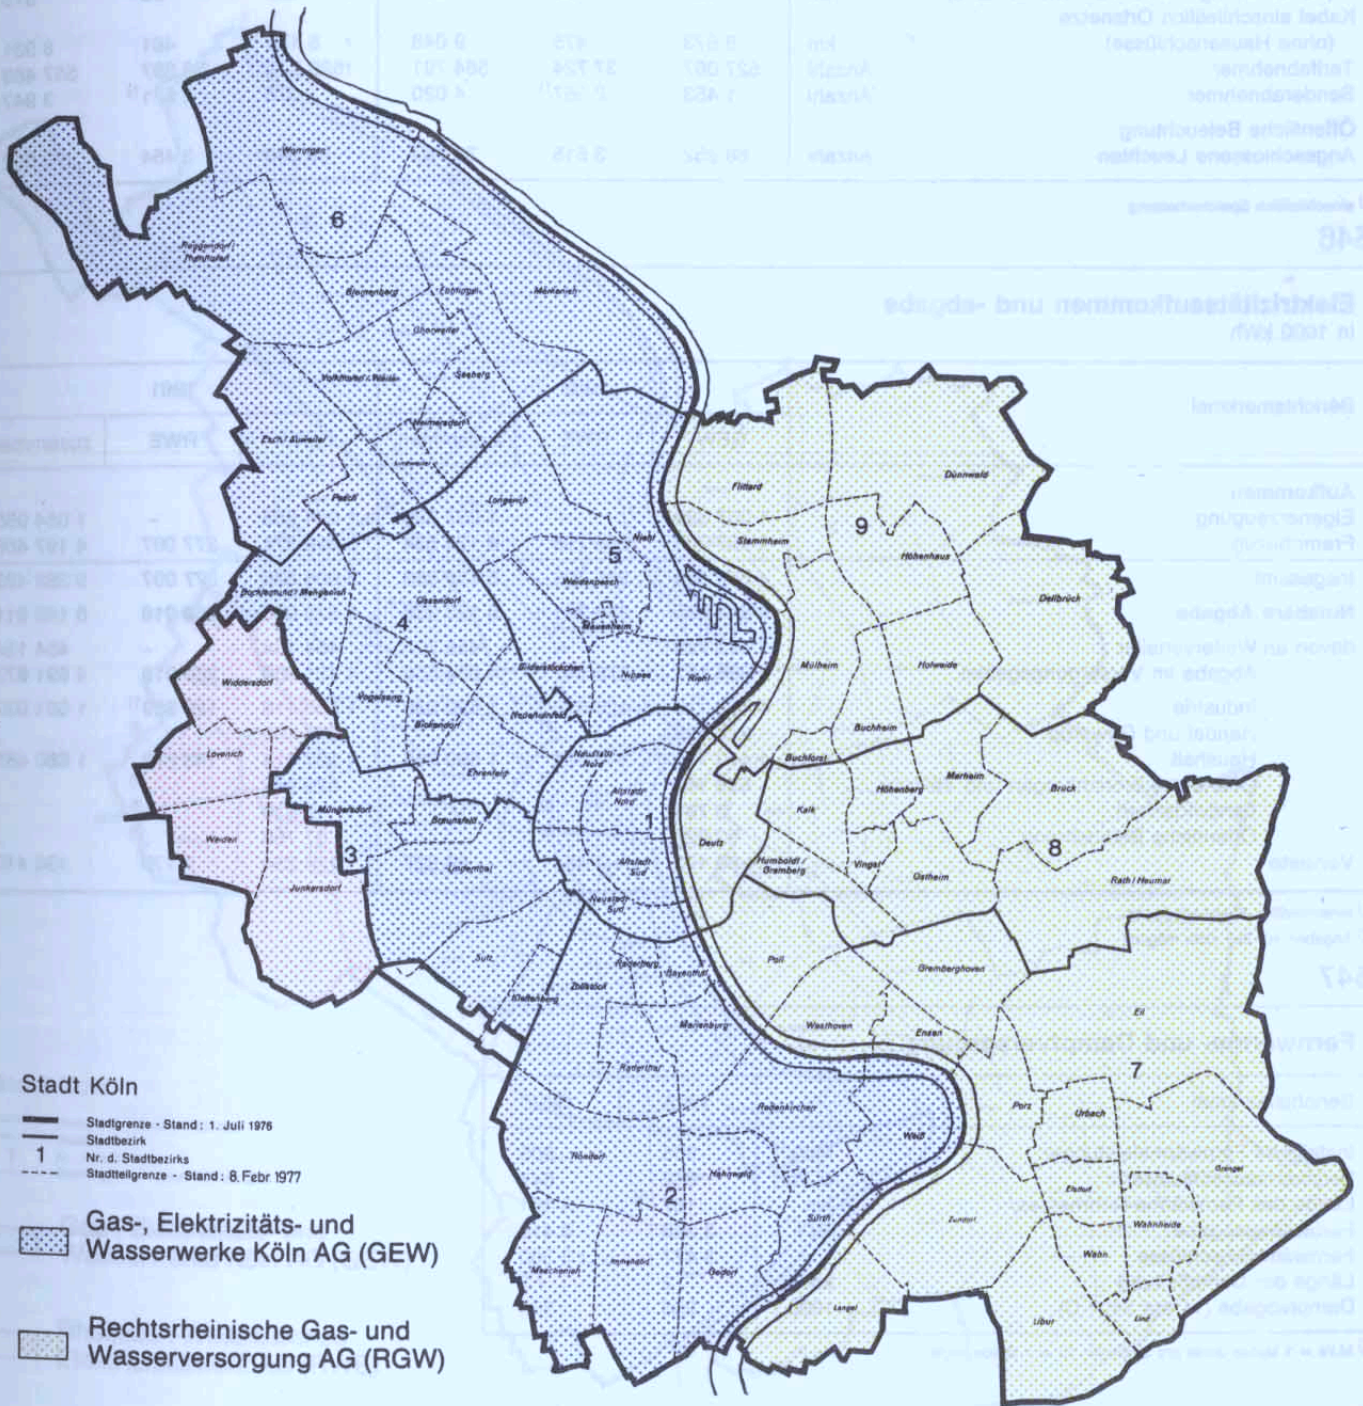 Worringen
6
Roggendorf/
Thenhoven
Blumenberg
Merkenich
Chorweiler
Volkhoven/Weiler
Seeberg
Heimersdorf
Esch/Auweiler
Lindweiler
Pesch
Longerich
Niehl
5
Weidenpesch
Mauenheim
Bocklemünd/Mengenich
Ossendorf
4
Bilderstöckchen
Nippes
Riehl
Vogelsang
Bickendorf
Neuehrenfeld
Ehrenfeld
Widdersdorf
Lövenich
Weiden
Junkersdorf
Müngersdorf
Braunsfeld
3
Lindenthal
Sülz
Klettenberg
Neustadt
Nord
Altstadt
Nord
1
Altstadt
Süd
Neustadt
Süd
Deutz
Flittard
Dünnwald
9
Stammheim
Höhenhaus
Dellbrück
Mülheim
Holweide
Buchheim
Buchforst
Merheim
Brück
Kalk
Höhenberg
8
Humboldt/
Gremberg
Vingst
Ostheim
Rath/Heumar
Poll
Gremberghoven
Westhoven
Ensen
Eil
7
Porz
Urbach
Elsdorf
Grengel
Wahnheide
Wahn
Zündorf
Langel
Libur
Lind
Zollstock
Raderberg
Bayenthal
Marienburg
Raderthal
Rodenkirchen
Weiß
Rondorf
Hahnwald
2
Sürth
Meschenich
Immendorf
Godorf
Stadt Köln
Stadtgrenze - Stand: 1. Juli 1976
Stadtbezirk
1 Nr. d. Stadtbezirks
Stadtteilgrenze - Stand: 8. Febr. 1977
Gas-, Elektrizitäts- und
Wasserwerke Köln AG (GEW)
Rechtsrheinische Gas- und
Wasserversorgung AG (RGW)